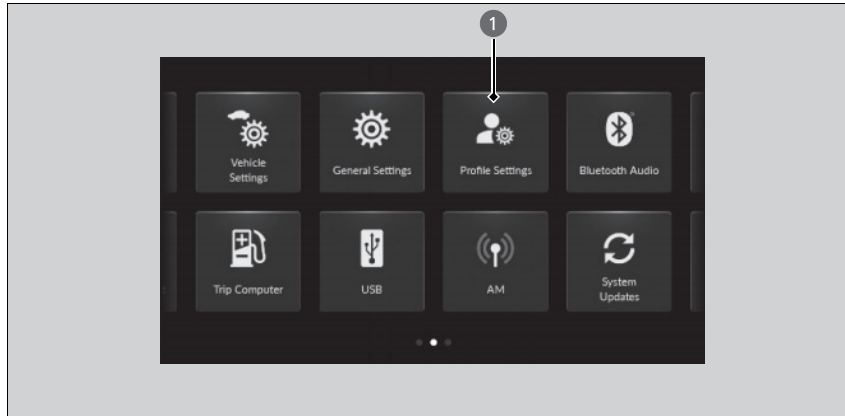 1
Vehicle
Settings
General Settings
Profile Settings
Bluetooth Audio
Trip Computer
USB
AM
System
Updates